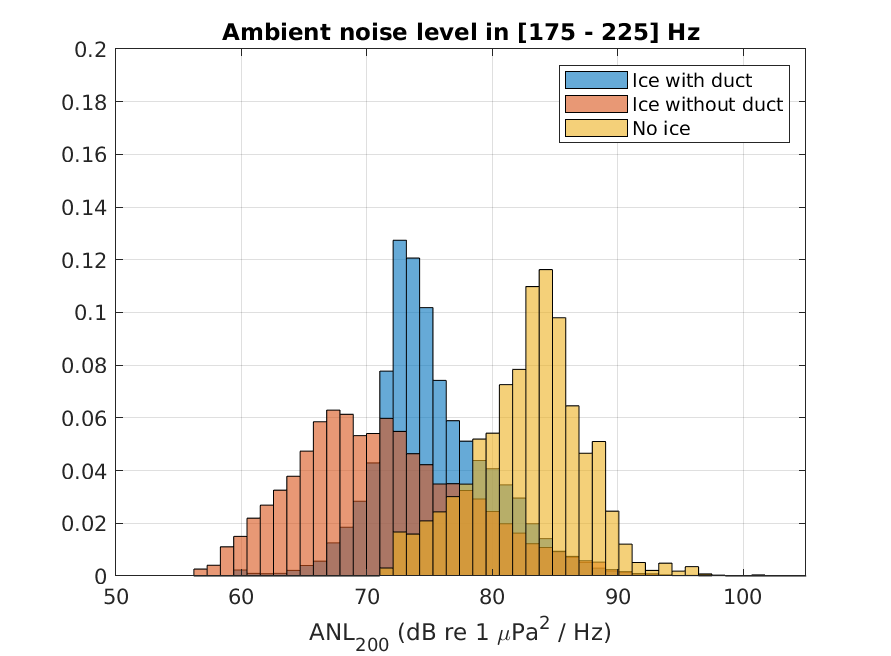 Ambient noise level in [175 - 225] Hz
0.2
0.18
0.16
0.14
0.12
0.1
0.08
0.06
0.04
0.02
0
Ice with duct
Ice without duct
No ice
50 60 70 80 90 100
ANL200 (dB re 1 μPa2 / Hz)